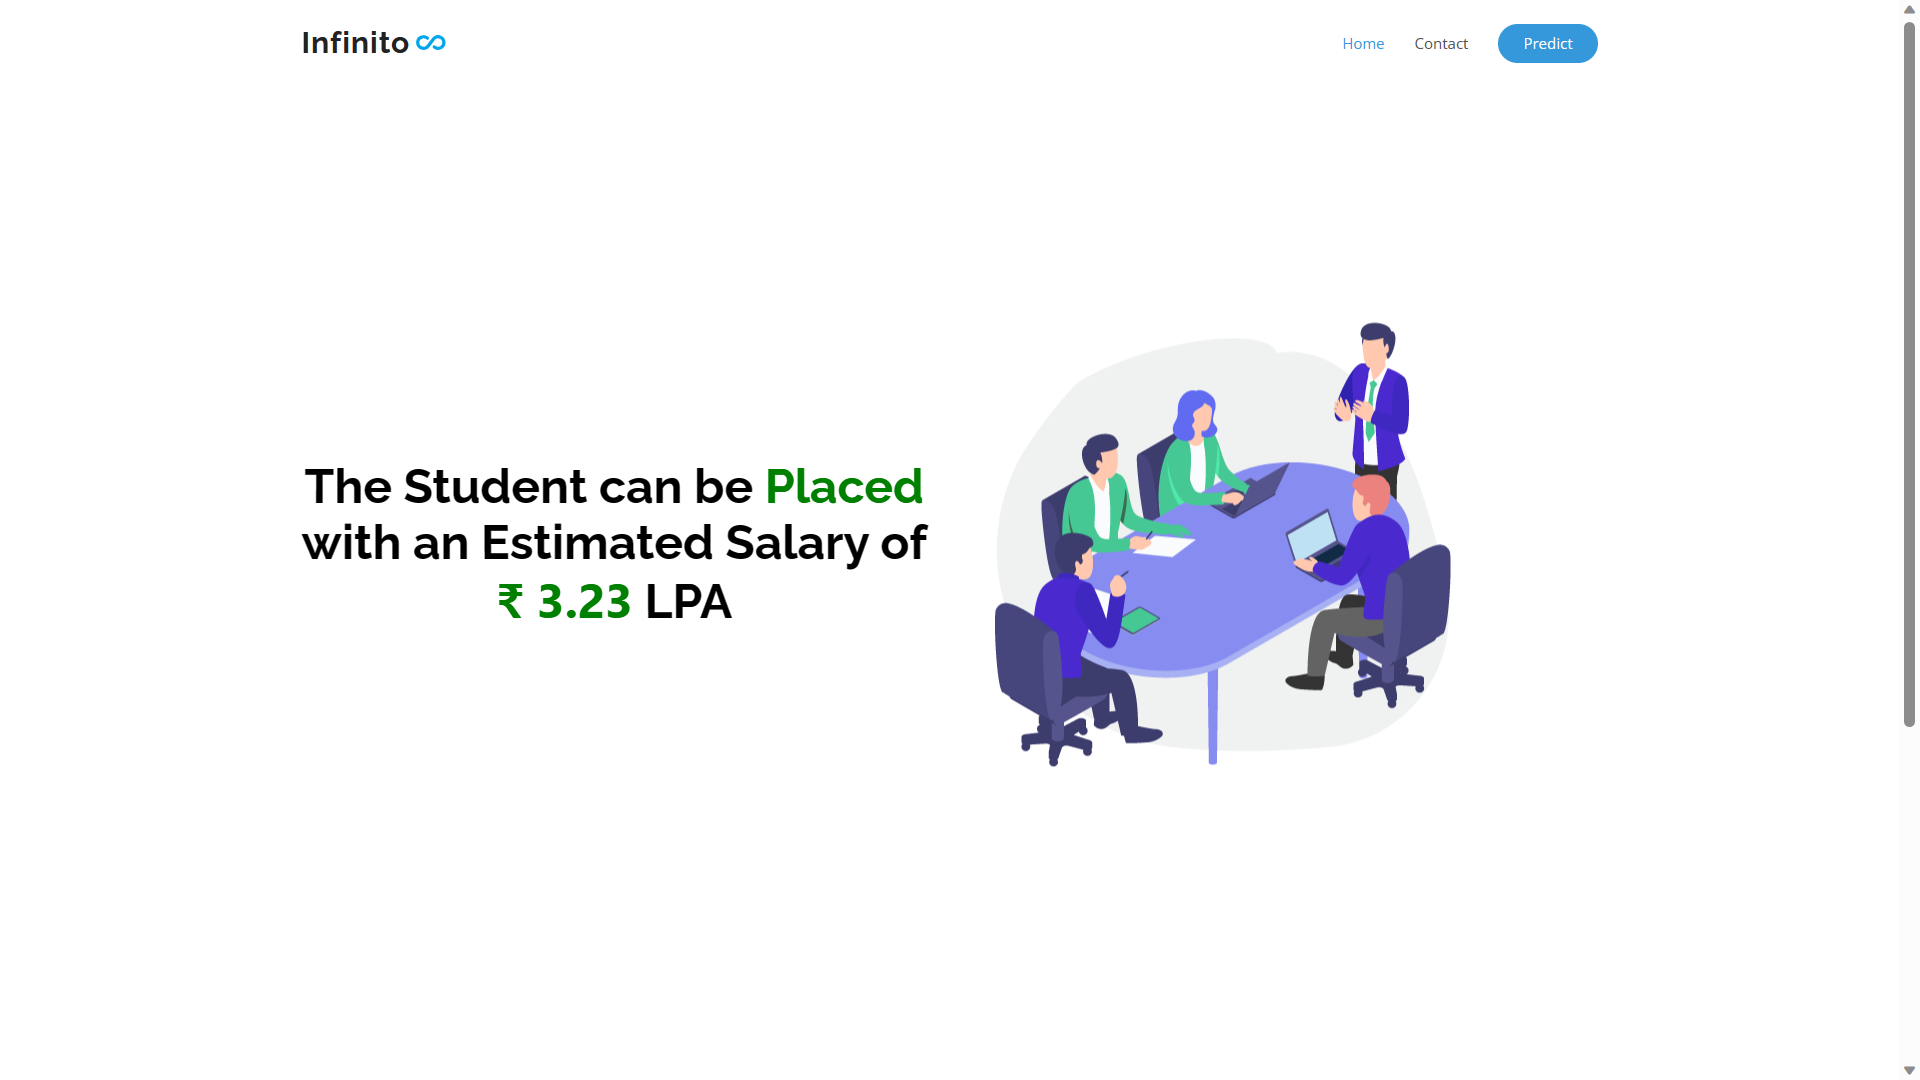 Infinito
Home
Contact
Predict
The Student can be Placed
with an Estimated Salary of
₹ 3.23 LPA